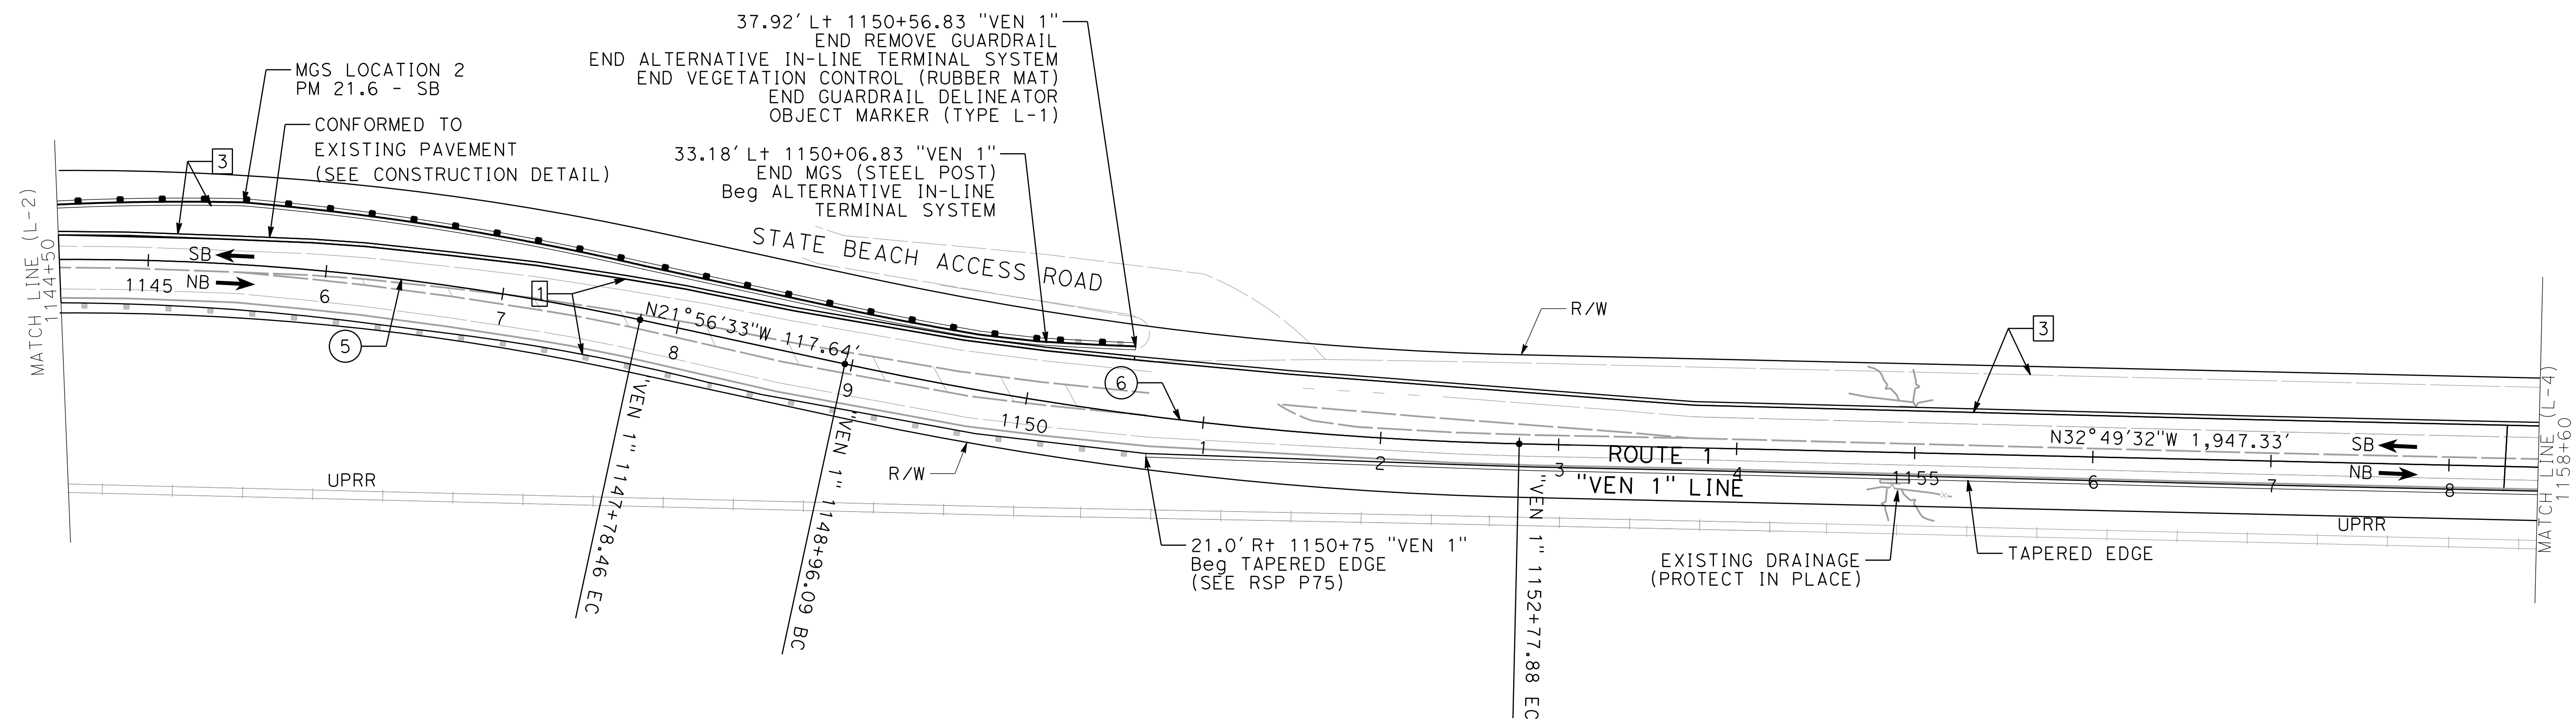 37.92' Lt 1150+56.83 "VEN 1"
END REMOVE GUARDRAIL
END ALTERNATIVE IN-LINE TERMINAL SYSTEM
END VEGETATION CONTROL (RUBBER MAT)
END GUARDRAIL DELINEATOR
OBJECT MARKER (TYPE L-1)
MGS LOCATION 2
PM 21.6 - SB
CONFORMED TO
EXISTING PAVEMENT
(SEE CONSTRUCTION DETAIL)
3
33.18' Lt 1150+06.83 "VEN 1"
END MGS (STEEL POST)
Beg ALTERNATIVE IN-LINE
TERMINAL SYSTEM
MATCH LINE (L-2)
1144+50
STATE BEACH ACCESS ROAD
SB
NB
1145
6
7
8
9
1150
1
2
3
4
1155
6
7
8
1
5
6
N21°56'33"W 117.64'
R/W
3
"VEN 1" 1147+78.46 EC
"VEN 1" 1148+96.09 BC
"VEN 1" 1152+77.88 EC
UPRR
R/W
ROUTE 1
"VEN 1" LINE
N32°49'32"W 1,947.33'
SB
NB
21.0' Rt 1150+75 "VEN 1"
Beg TAPERED EDGE
(SEE RSP P75)
EXISTING DRAINAGE
(PROTECT IN PLACE)
TAPERED EDGE
UPRR
MATCH LINE (L-4)
1158+60